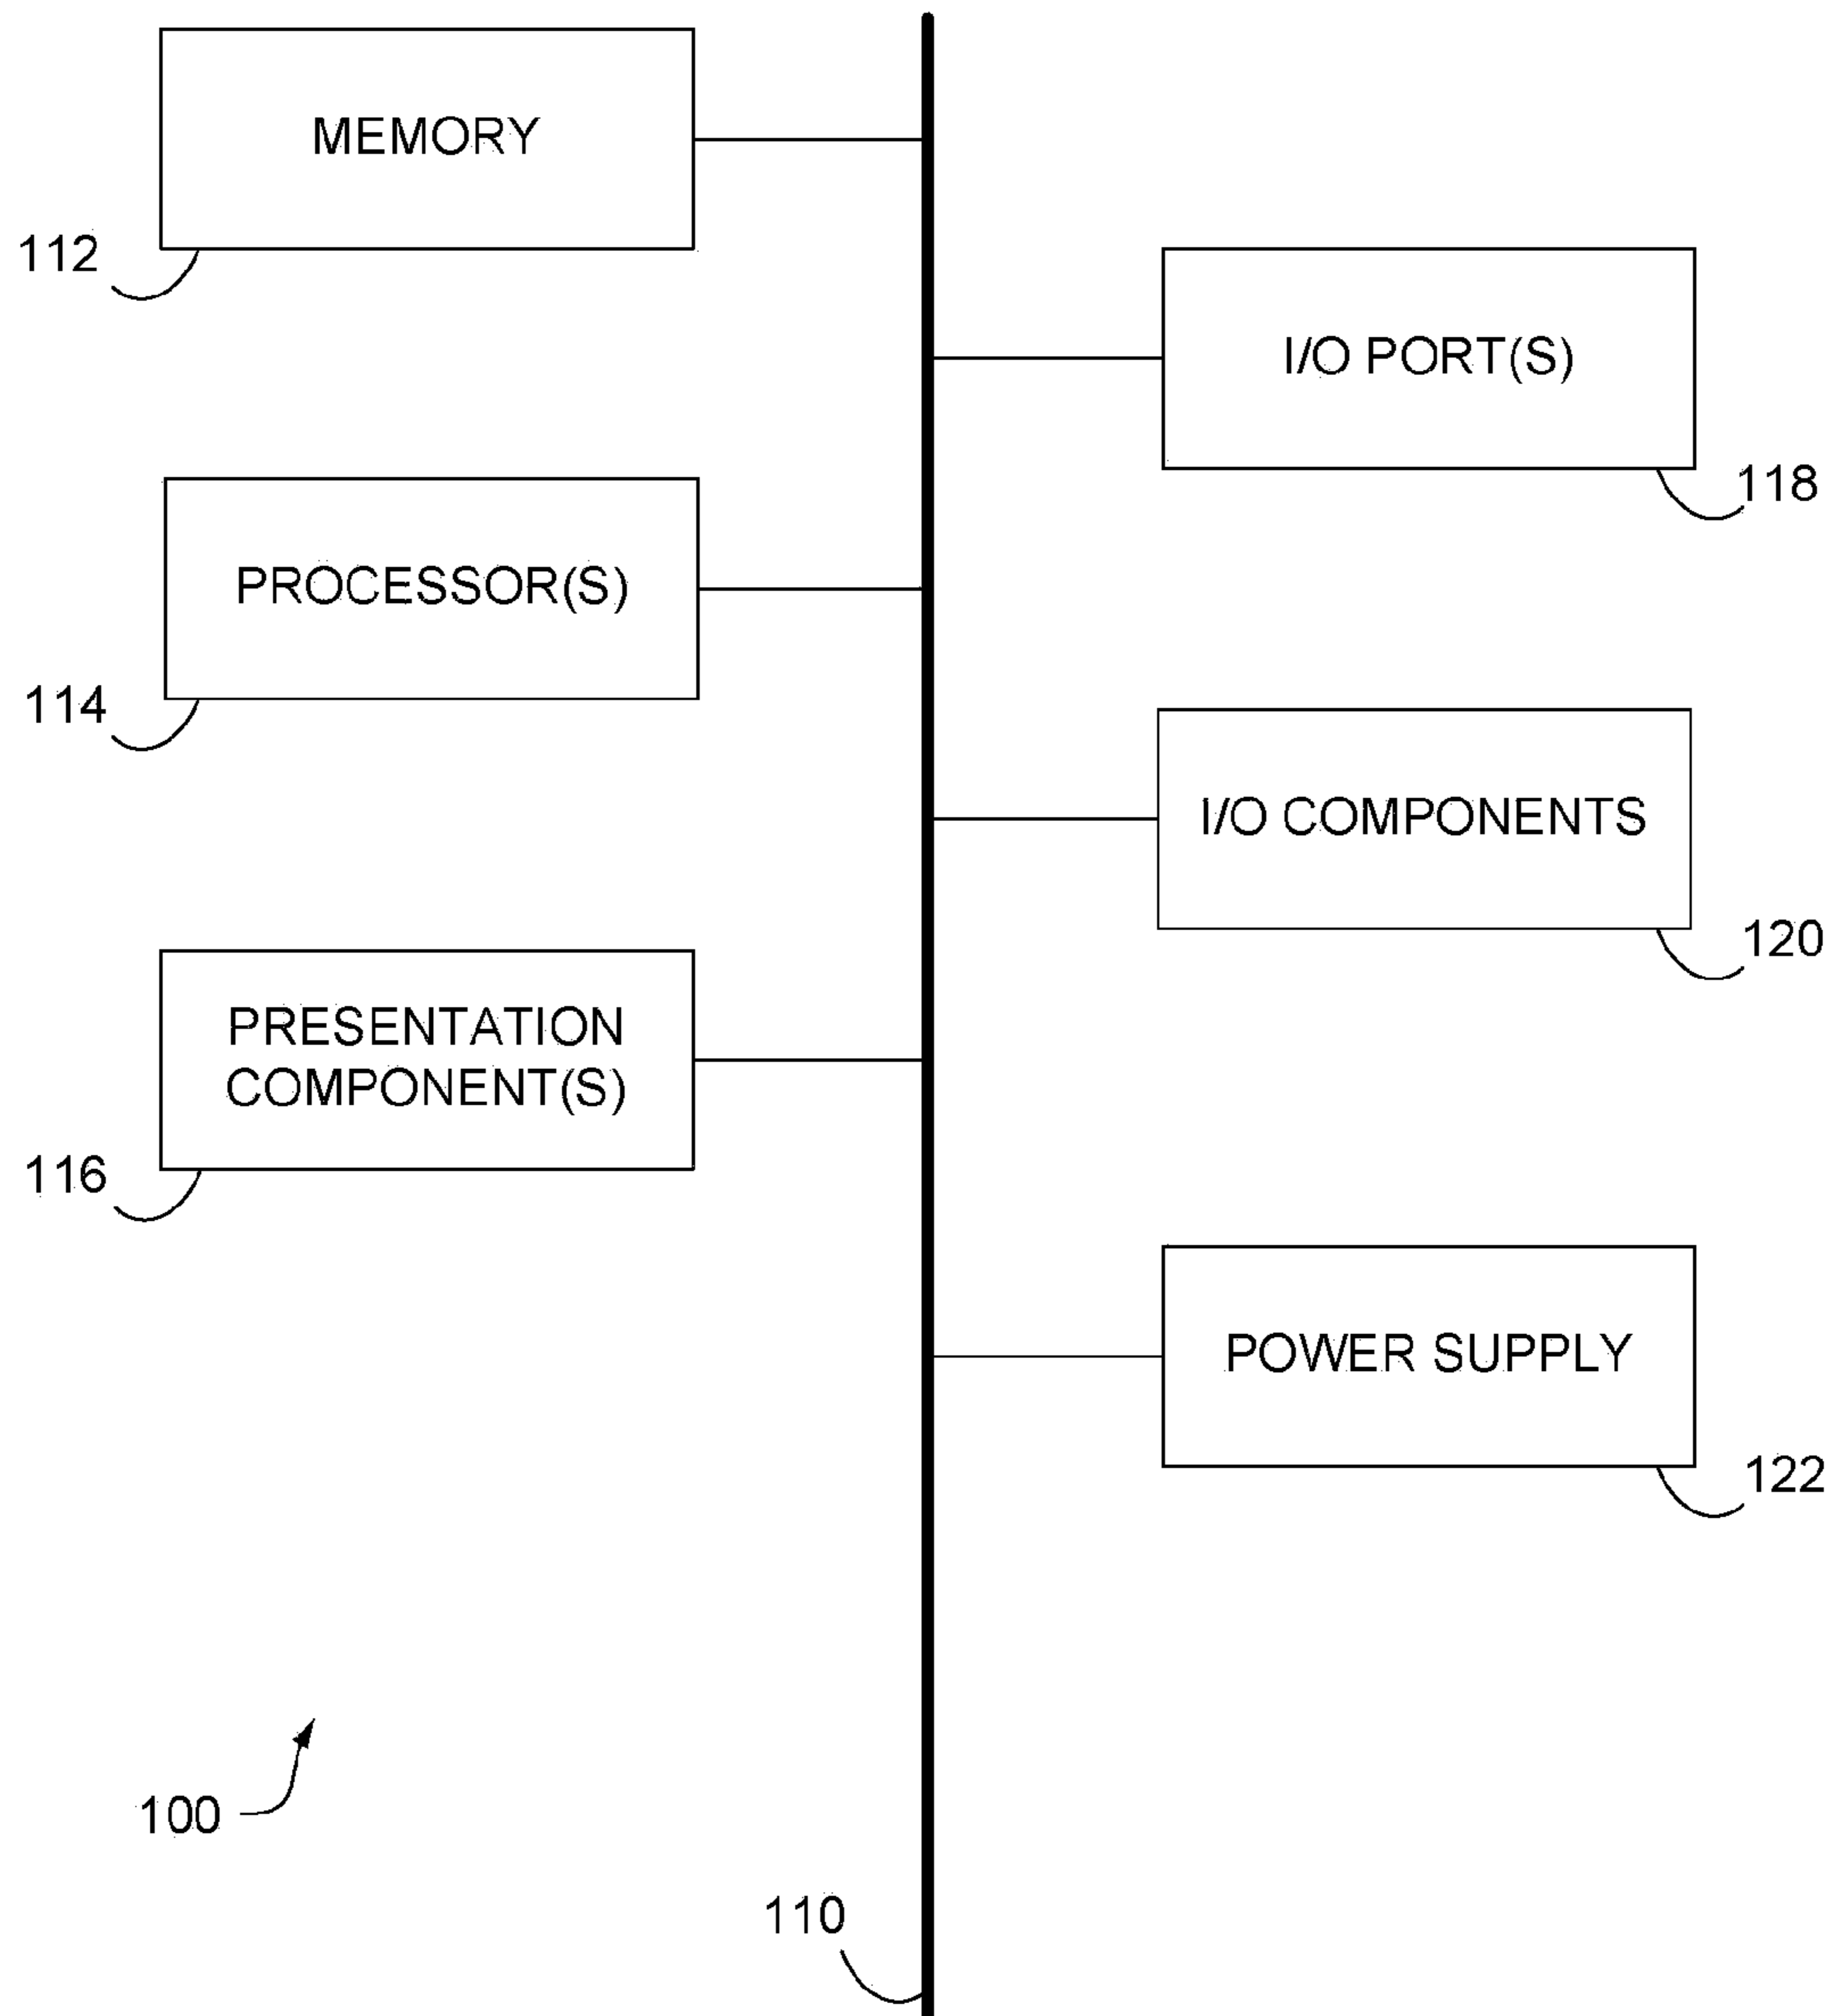 MEMORY
112
I/O PORT(S)
118
PROCESSOR(S)
114
I/O COMPONENTS
120
PRESENTATION
COMPONENT(S)
116
POWER SUPPLY
122
100
110